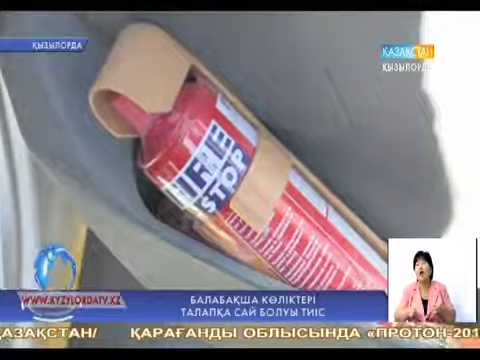 ҚЫЗЫЛОРДА
ҚАЗАҚСТАН
ҚЫЗЫЛОРДА
FIRE
STOP
WWW.KYZYLORDATV.KZ
БАЛАБАҚША КӨЛІКТЕРІ
ТАЛАПҚА САЙ БОЛУЫ ТИІС
ҚАЗАҚСТАН/ ҚАРАҒАНДЫ ОБЛЫСЫНДА «ПРОТОН-201